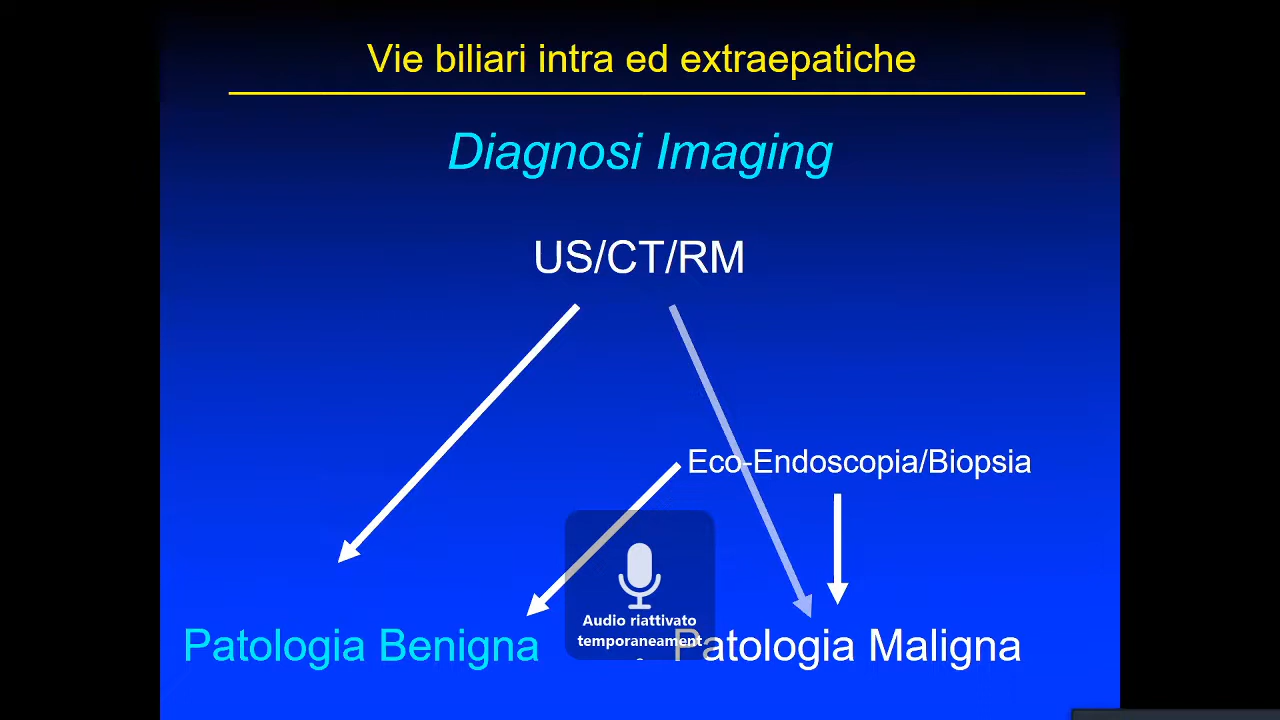 Vie biliari intra ed extraepatiche
Diagnosi Imaging
US/CT/RM
Eco-Endoscopia/Biopsia
Audio riattivato
temporaneament
Patologia Benigna
Patologia Maligna